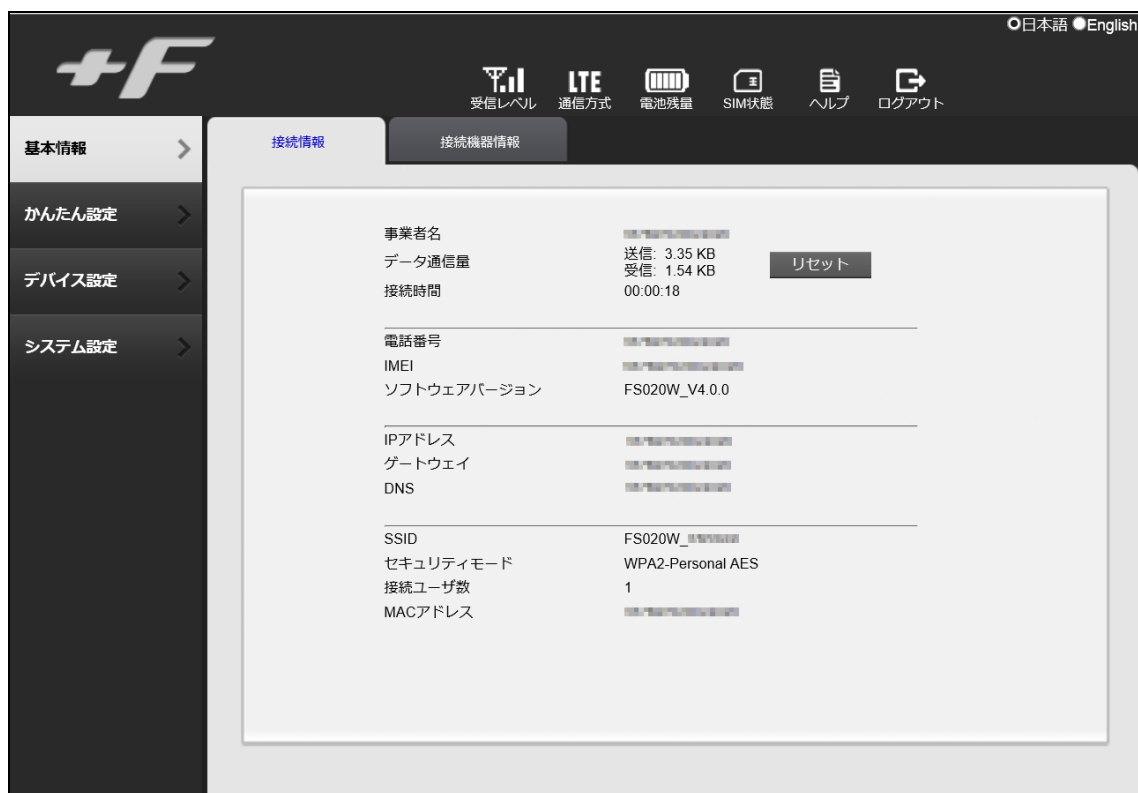 日本語 English
+F
LTE
受信レベル 通信方式 電池残量 SIM状態 ヘルプ ログアウト
基本情報
かんたん設定
デバイス設定
システム設定
接続情報 接続機器情報
事業者名
データ通信量 送信: 3.35 KB
受信: 1.54 KB
リセット
接続時間 00:00:18
電話番号
IMEI
ソフトウェアバージョン FS020W_V4.0.0
IPアドレス
ゲートウェイ
DNS
SSID FS020W_
セキュリティモード WPA2-Personal AES
接続ユーザ数 1
MACアドレス